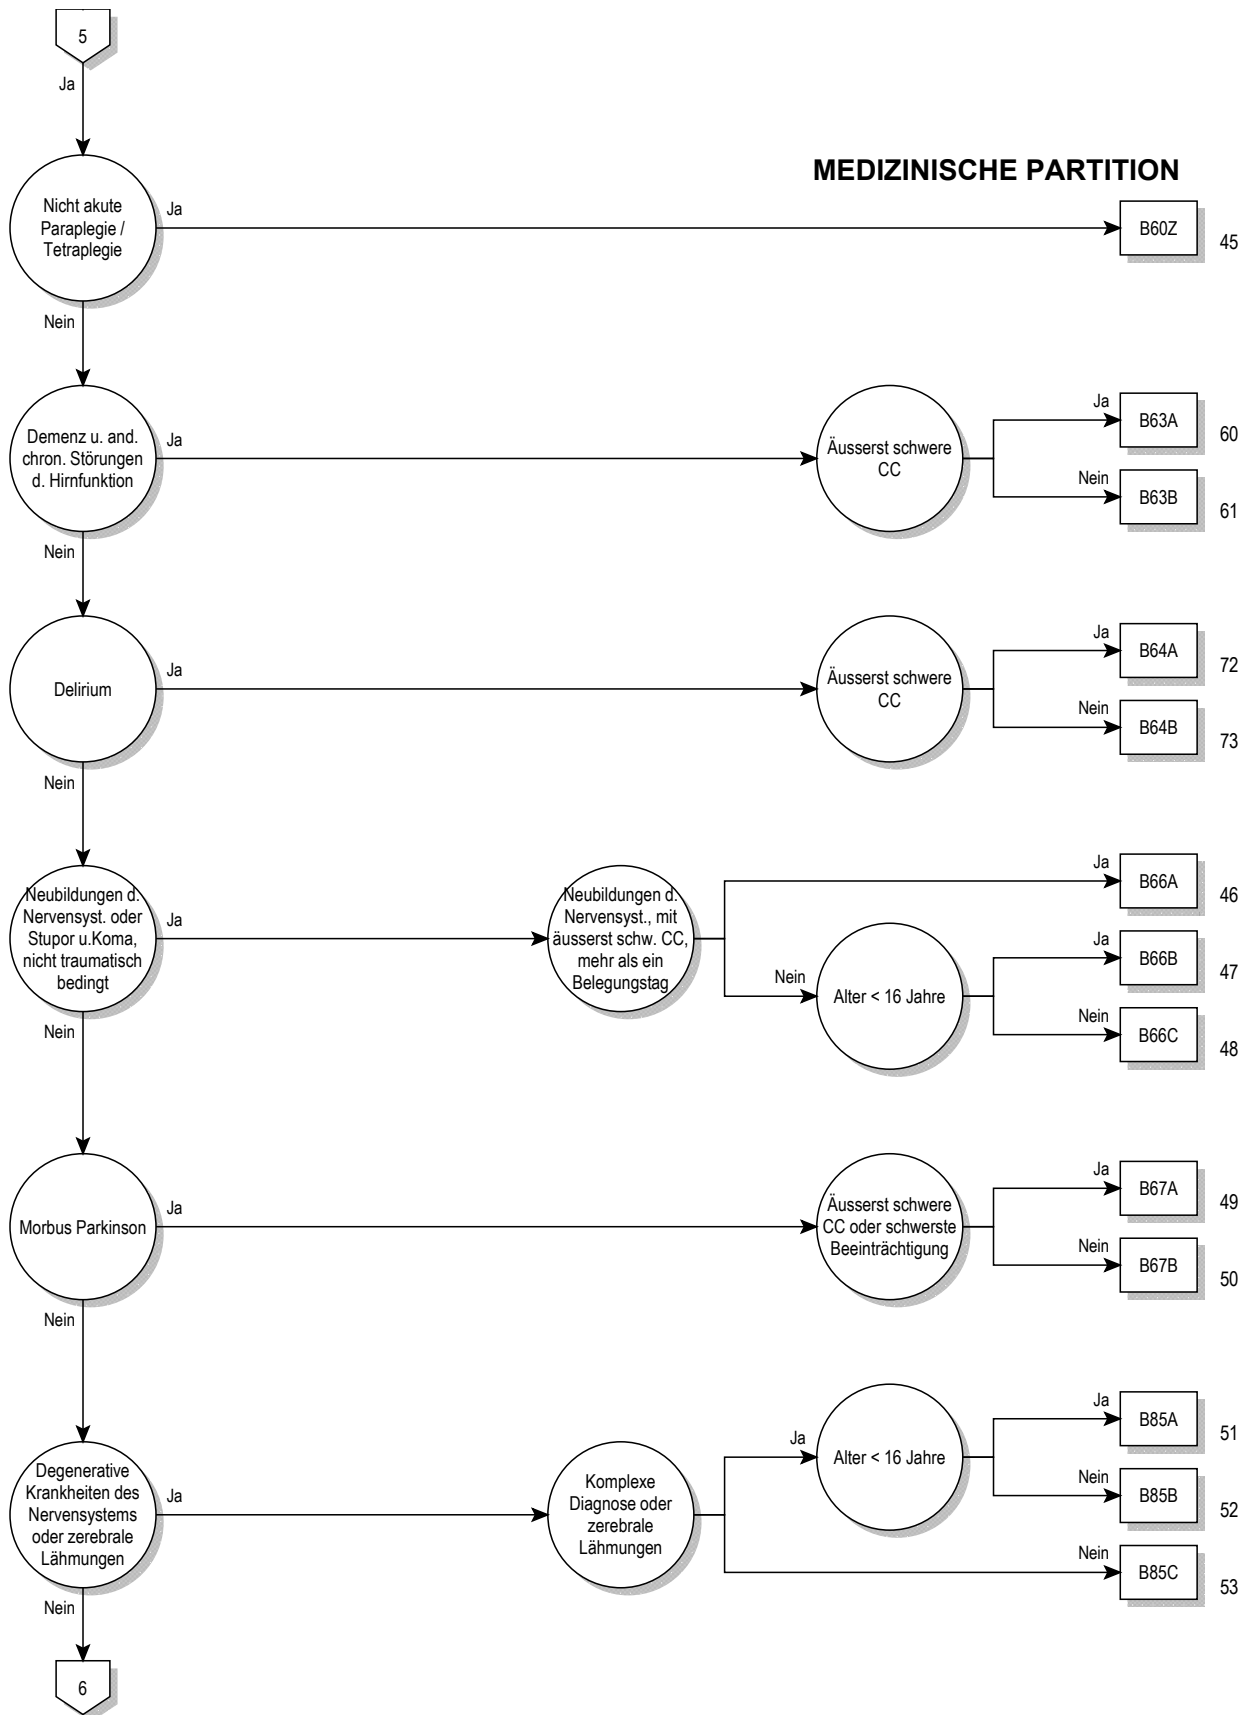 5
Ja
MEDIZINISCHE PARTITION
Nicht akute
Paraplegie /
Tetraplegie
Ja
B60Z
45
Nein
Demenz u. and.
chron. Störungen
d. Hirnfunktion
Ja
Äusserst schwere
CC
Ja
B63A
60
Nein
B63B
61
Nein
Delirium
Ja
Äusserst schwere
CC
Ja
B64A
72
Nein
B64B
73
Nein
Neubildungen d.
Nervensyst. oder
Stupor u.Koma,
nicht traumatisch
bedingt
Ja
Neubildungen d.
Nervensyst., mit
äusserst schw. CC,
mehr als ein
Belegungstag
Ja
B66A
46
Nein
Alter < 16 Jahre
Ja
B66B
47
Nein
B66C
48
Nein
Morbus Parkinson
Ja
Äusserst schwere
CC oder schwerste
Beeinträchtigung
Ja
B67A
49
Nein
B67B
50
Nein
Degenerative
Krankheiten des
Nervensystems
oder zerebrale
Lähmungen
Ja
Komplexe
Diagnose oder
zerebrale
Lähmungen
Ja
Alter < 16 Jahre
Ja
B85A
51
Nein
B85B
52
Nein
B85C
53
Nein
6